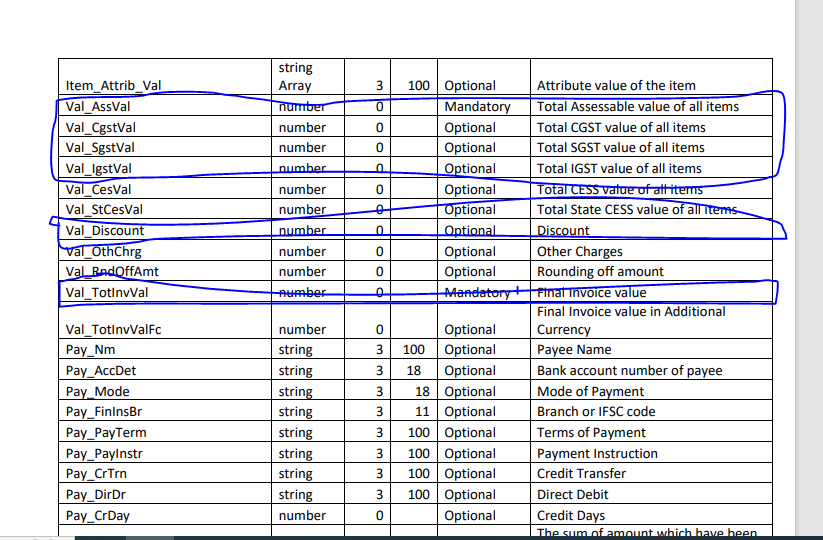 string
Item_Attrib_Val Array 3 100 Optional Attribute value of the item
Val_AssVal number 0 Mandatory Total Assessable value of all items
Val_CgstVal number 0 Optional Total CGST value of all items
Val_SgstVal number 0 Optional Total SGST value of all items
Val_IgstVal number 0 Optional Total IGST value of all items
Val_CesVal number 0 Optional Total CESS value of all items
Val_StCesVal number 0 Optional Total State CESS value of all items
Val_Discount number 0 Optional Discount
Val_OthChrg number 0 Optional Other Charges
Val_RndOffAmt number 0 Optional Rounding off amount
Val_TotInvVal number 0 Mandatory Final Invoice value
Final Invoice value in Additional
Val_TotInvValFc number 0 Optional Currency
Pay_Nm string 3 100 Optional Payee Name
Pay_AccDet string 3 18 Optional Bank account number of payee
Pay_Mode string 3 18 Optional Mode of Payment
Pay_FinInsBr string 3 11 Optional Branch or IFSC code
Pay_PayTerm string 3 100 Optional Terms of Payment
Pay_PayInstr string 3 100 Optional Payment Instruction
Pay_CrTrn string 3 100 Optional Credit Transfer
Pay_DirDr string 3 100 Optional Direct Debit
Pay_CrDay number 0 Optional Credit Days
The sum of amount which have been